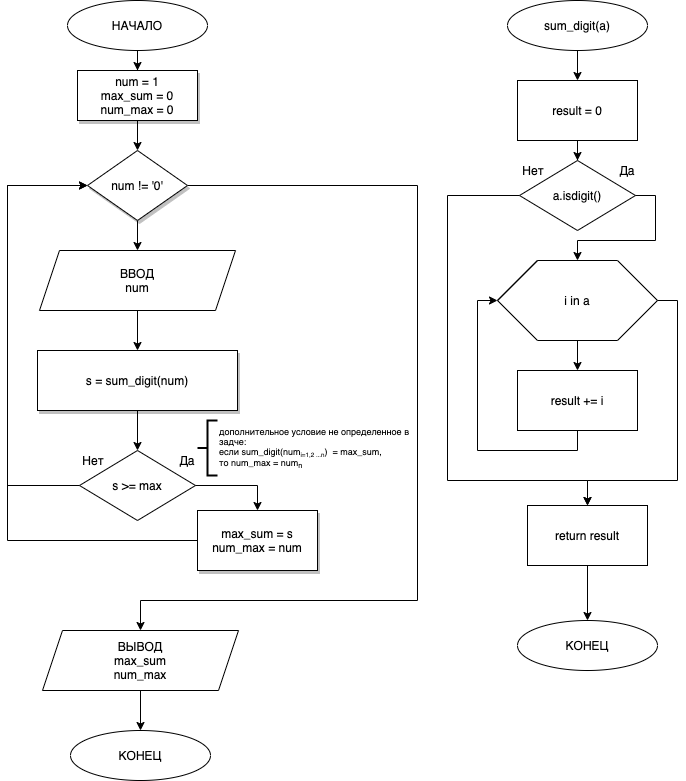 НАЧАЛО
num = 1
max_sum = 0
num_max = 0
num != '0'
ВВОД
num
s = sum_digit(num)
дополнительное условие не определенное в
задче:
если sum_digit(num i=1,2 ...n) = max_sum,
то num_max = num n
Нет
Да
s >= max
max_sum = s
num_max = num
ВЫВОД
max_sum
num_max
КОНЕЦ
sum_digit(a)
result = 0
Нет
Да
a.isdigit()
i in a
result += i
return result
КОНЕЦ